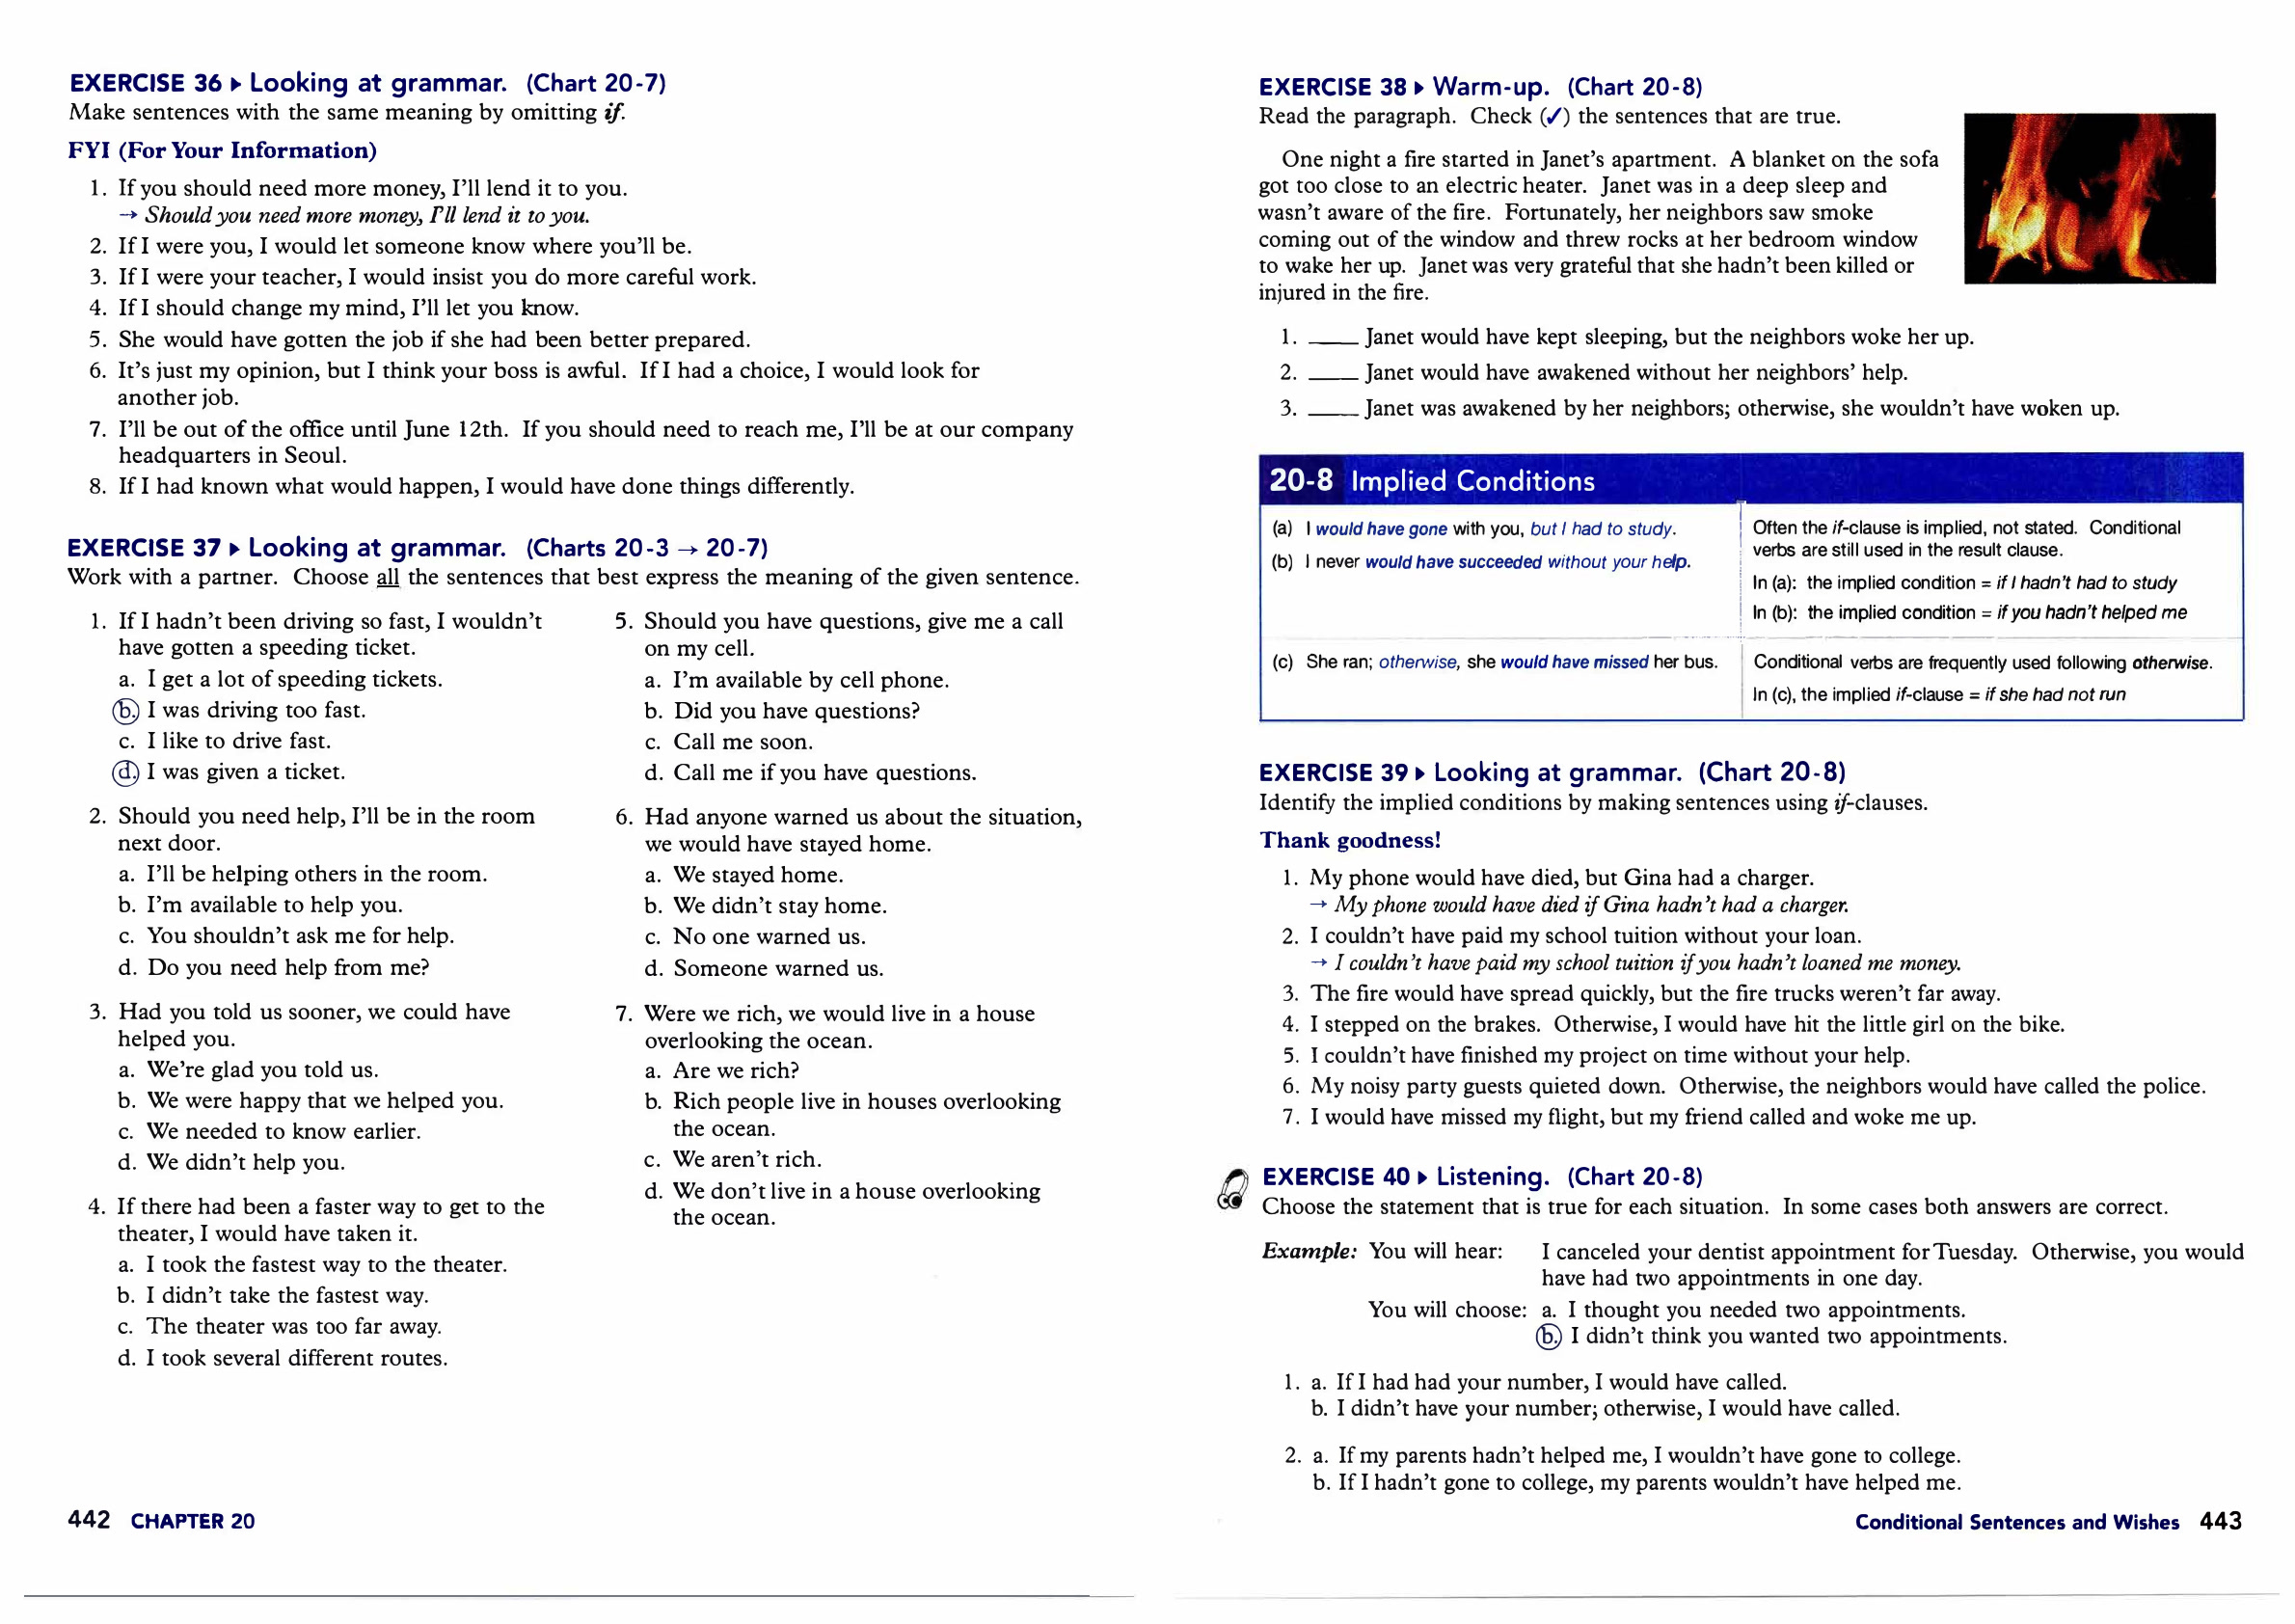 EXERCISE 36 ▸ Looking at grammar. (Chart 20-7)
Make sentences with the same meaning by omitting if.
FYI (For Your Information)
1. If you should need more money, I'll lend it to you.
→ Should you need more money, I'll lend it to you.
2. If I were you, I would let someone know where you'll be.
3. If I were your teacher, I would insist you do more careful work.
4. If I should change my mind, I'll let you know.
5. She would have gotten the job if she had been better prepared.
6. It's just my opinion, but I think your boss is awful. If I had a choice, I would look for
another job.
7. I'll be out of the office until June 12th. If you should need to reach me, I'll be at our company
headquarters in Seoul.
8. If I had known what would happen, I would have done things differently.
EXERCISE 37 ▸ Looking at grammar. (Charts 20-3 → 20-7)
Work with a partner. Choose all the sentences that best express the meaning of the given sentence.
1. If I hadn't been driving so fast, I wouldn't
have gotten a speeding ticket.
a. I get a lot of speeding tickets.
b. I was driving too fast.
c. I like to drive fast.
d. I was given a ticket.
2. Should you need help, I'll be in the room
next door.
a. I'll be helping others in the room.
b. I'm available to help you.
c. You shouldn't ask me for help.
d. Do you need help from me?
3. Had you told us sooner, we could have
helped you.
a. We're glad you told us.
b. We were happy that we helped you.
c. We needed to know earlier.
d. We didn't help you.
4. If there had been a faster way to get to the
theater, I would have taken it.
a. I took the fastest way to the theater.
b. I didn't take the fastest way.
c. The theater was too far away.
d. I took several different routes.
5. Should you have questions, give me a call
on my cell.
a. I'm available by cell phone.
b. Did you have questions?
c. Call me soon.
d. Call me if you have questions.
6. Had anyone warned us about the situation,
we would have stayed home.
a. We stayed home.
b. We didn't stay home.
c. No one warned us.
d. Someone warned us.
7. Were we rich, we would live in a house
overlooking the ocean.
a. Are we rich?
b. Rich people live in houses overlooking
the ocean.
c. We aren't rich.
d. We don't live in a house overlooking
the ocean.
442 CHAPTER 20
EXERCISE 38 ▸ Warm-up. (Chart 20-8)
Read the paragraph. Check (✓) the sentences that are true.
One night a fire started in Janet's apartment. A blanket on the sofa
got too close to an electric heater. Janet was in a deep sleep and
wasn't aware of the fire. Fortunately, her neighbors saw smoke
coming out of the window and threw rocks at her bedroom window
to wake her up. Janet was very grateful that she hadn't been killed or
injured in the fire.
1. ____ Janet would have kept sleeping, but the neighbors woke her up.
2. ____ Janet would have awakened without her neighbors' help.
3. ____ Janet was awakened by her neighbors; otherwise, she wouldn't have woken up.
20-8 Implied Conditions
(a) I would have gone with you, but I had to study.
(b) I never would have succeeded without your help.
Often the if-clause is implied, not stated. Conditional
verbs are still used in the result clause.
In (a): the implied condition = if I hadn't had to study
In (b): the implied condition = if you hadn't helped me
(c) She ran; otherwise, she would have missed her bus.
Conditional verbs are frequently used following otherwise.
In (c), the implied if-clause = if she had not run
EXERCISE 39 ▸ Looking at grammar. (Chart 20-8)
Identify the implied conditions by making sentences using if-clauses.
Thank goodness!
1. My phone would have died, but Gina had a charger.
→ My phone would have died if Gina hadn't had a charger.
2. I couldn't have paid my school tuition without your loan.
→ I couldn't have paid my school tuition if you hadn't loaned me money.
3. The fire would have spread quickly, but the fire trucks weren't far away.
4. I stepped on the brakes. Otherwise, I would have hit the little girl on the bike.
5. I couldn't have finished my project on time without your help.
6. My noisy party guests quieted down. Otherwise, the neighbors would have called the police.
7. I would have missed my flight, but my friend called and woke me up.
EXERCISE 40 ▸ Listening. (Chart 20-8)
Choose the statement that is true for each situation. In some cases both answers are correct.
Example: You will hear: I canceled your dentist appointment for Tuesday. Otherwise, you would
have had two appointments in one day.
You will choose: a. I thought you needed two appointments.
b. I didn't think you wanted two appointments.
1. a. If I had had your number, I would have called.
b. I didn't have your number; otherwise, I would have called.
2. a. If my parents hadn't helped me, I wouldn't have gone to college.
b. If I hadn't gone to college, my parents wouldn't have helped me.
Conditional Sentences and Wishes 443